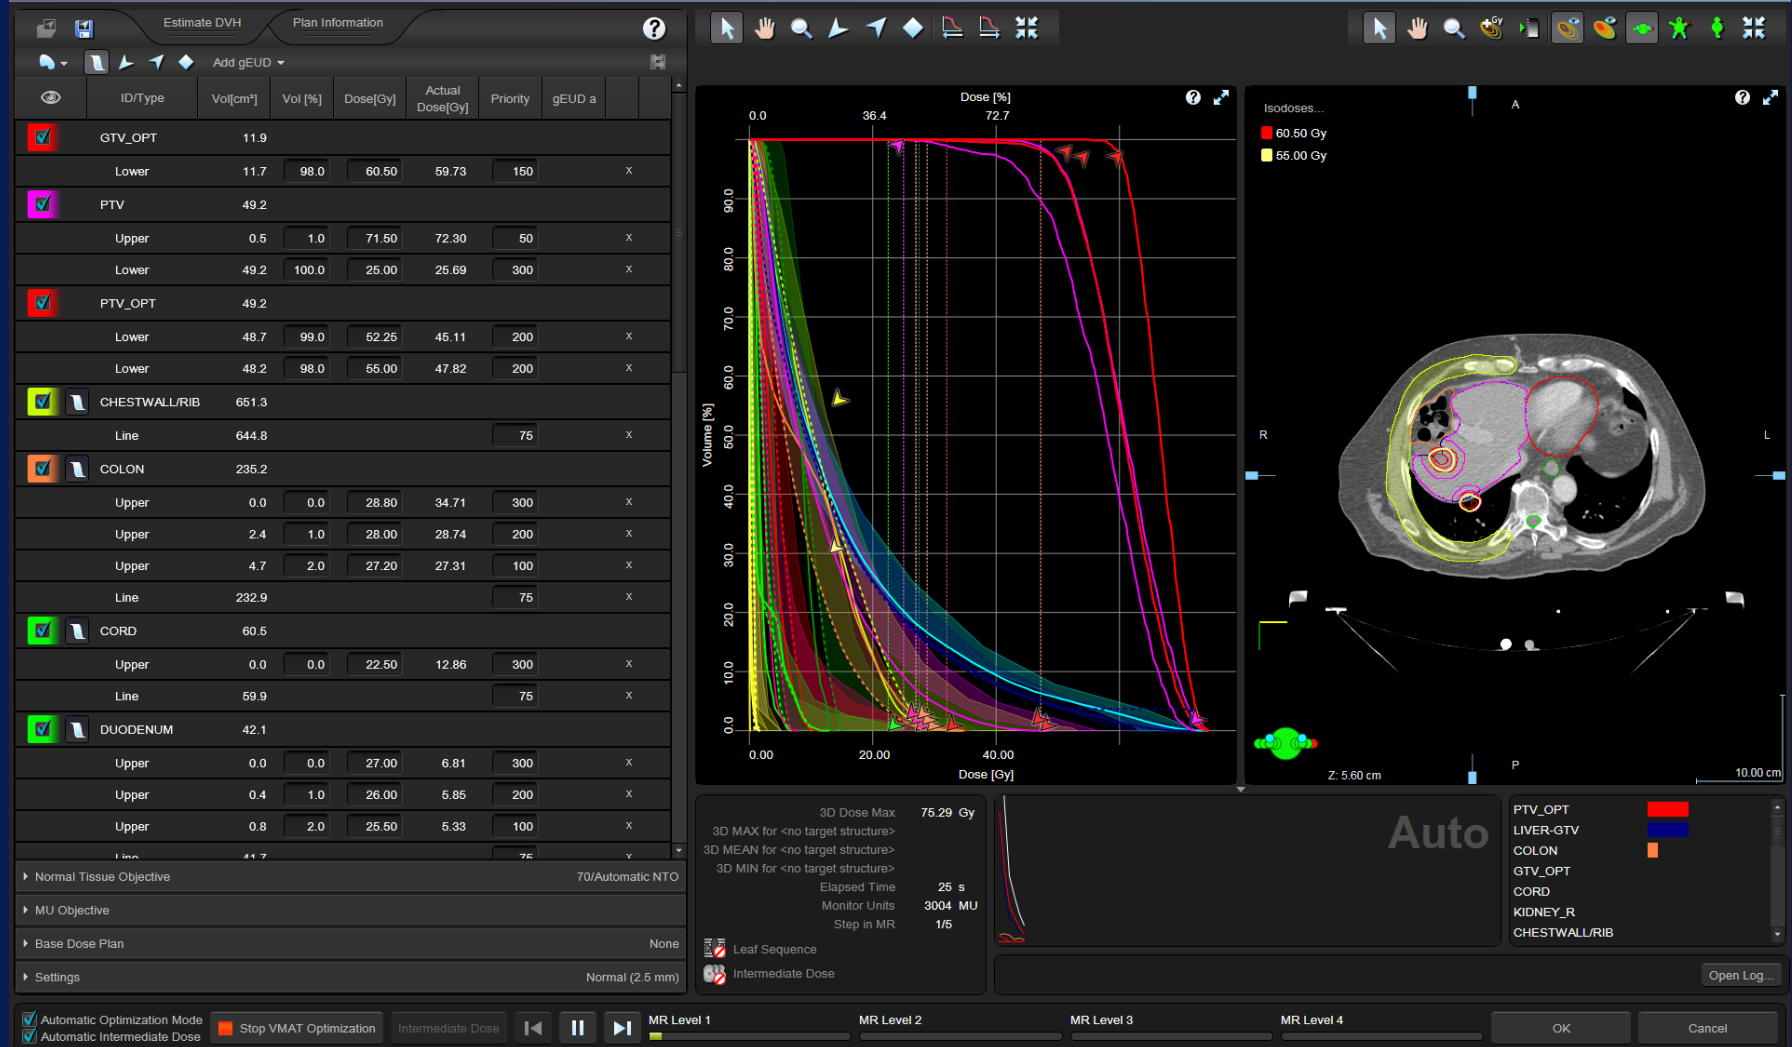 Estimate DVH
Plan Information
Add gEUD
ID/Type Vol[cm³] Vol [%] Dose[Gy] Actual Dose[Gy] Priority gEUD a
GTV_OPT 11.9
Lower 11.7 98.0 60.50 59.73 150 x
PTV 49.2
Upper 0.5 1.0 71.50 72.30 50 x
Lower 49.2 100.0 25.00 25.69 300 x
PTV_OPT 49.2
Lower 48.7 99.0 52.25 45.11 200 x
Lower 48.2 98.0 55.00 47.82 200 x
CHESTWALL/RIB 651.3
Line 644.8 75 x
COLON 235.2
Upper 0.0 0.0 28.80 34.71 300 x
Upper 2.4 1.0 28.00 28.74 200 x
Upper 4.7 2.0 27.20 27.31 100 x
Line 232.9 75 x
CORD 60.5
Upper 0.0 0.0 22.50 12.86 300 x
Line 59.9 75 x
DUODENUM 42.1
Upper 0.0 0.0 27.00 6.81 300 x
Upper 0.4 1.0 26.00 5.85 200 x
Upper 0.8 2.0 25.50 5.33 100 x
Line 41.7 75 x
Normal Tissue Objective 70/Automatic NTO
MU Objective
Base Dose Plan None
Settings Normal (2.5 mm)
Dose [%]
0.0 36.4 72.7
90.0
80.0
70.0
60.0
50.0
40.0
30.0
20.0
10.0
0.0
Volume [%]
0.00 20.00 40.00
Dose [Gy]
Gy
Isodoses...
60.50 Gy
55.00 Gy
A
R
L
P
Z: 5.60 cm
10.00 cm
3D Dose Max 75.29 Gy
3D MAX for <no target structure>
3D MEAN for <no target structure>
3D MIN for <no target structure>
Elapsed Time 25 s
Monitor Units 3004 MU
Step in MR 1/5
Leaf Sequence
Intermediate Dose
Auto
PTV_OPT
LIVER-GTV
COLON
GTV_OPT
CORD
KIDNEY_R
CHESTWALL/RIB
Open Log...
Automatic Optimization Mode
Automatic Intermediate Dose
Stop VMAT Optimization
Intermediate Dose
MR Level 1
MR Level 2
MR Level 3
MR Level 4
OK
Cancel